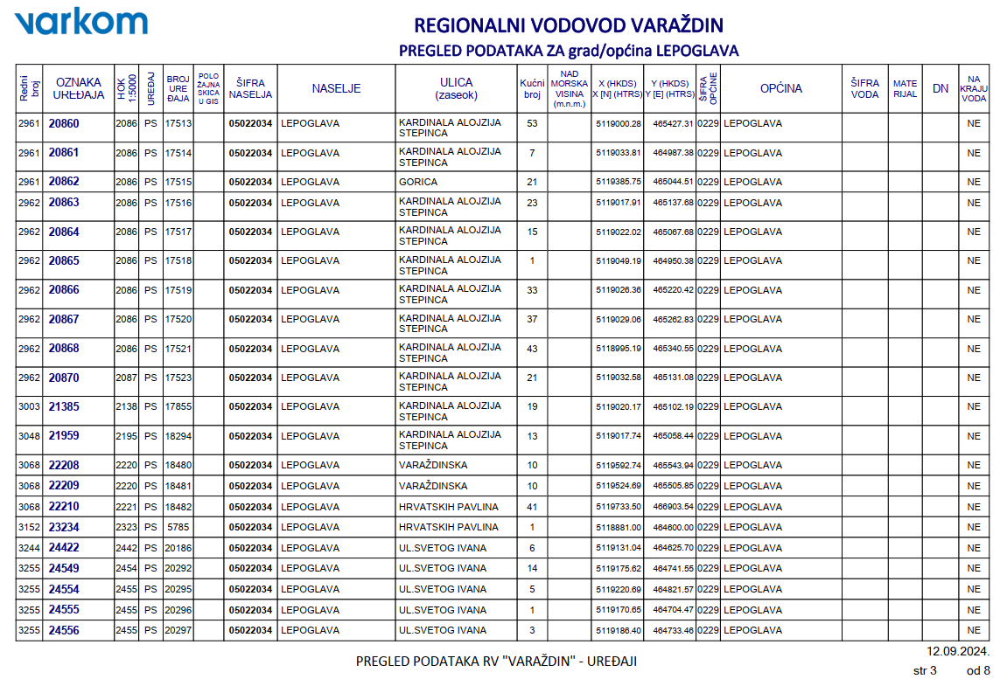 varkom
REGIONALNI VODOVOD VARAŽDIN
PREGLED PODATAKA ZA grad/općina LEPOGLAVA
Redni broj | OZNAKA UREĐAJA | HOK 1:5000 | UREĐAJ | BROJ URE ĐAJA | POLO ŽAJNA SKICA U GIS | ŠIFRA NASELJA | NASELJE | ULICA (zaseok) | Kućni broj | NAD MORSKA VISINA (m.n.m.) | X (HKDS) X [N] (HTRS) | Y (HKDS) Y [E] (HTRS) | ŠIFRA OPĆINE | OPĆINA | ŠIFRA VODA | MATE RIJAL | DN | NA KRAJU VODA
2961 20860 2086 PS 17513 05022034 LEPOGLAVA KARDINALA ALOJZIJA STEPINCA 53 5119000.28 465427.31 0229 LEPOGLAVA NE
2961 20861 2086 PS 17514 05022034 LEPOGLAVA KARDINALA ALOJZIJA STEPINCA 7 5119033.81 464987.38 0229 LEPOGLAVA NE
2961 20862 2086 PS 17515 05022034 LEPOGLAVA GORICA 21 5119385.75 465044.51 0229 LEPOGLAVA NE
2962 20863 2086 PS 17516 05022034 LEPOGLAVA KARDINALA ALOJZIJA STEPINCA 23 5119017.91 465137.68 0229 LEPOGLAVA NE
2962 20864 2086 PS 17517 05022034 LEPOGLAVA KARDINALA ALOJZIJA STEPINCA 15 5119022.02 465067.68 0229 LEPOGLAVA NE
2962 20865 2086 PS 17518 05022034 LEPOGLAVA KARDINALA ALOJZIJA STEPINCA 1 5119049.19 464950.38 0229 LEPOGLAVA NE
2962 20866 2086 PS 17519 05022034 LEPOGLAVA KARDINALA ALOJZIJA STEPINCA 33 5119026.36 465220.42 0229 LEPOGLAVA NE
2962 20867 2086 PS 17520 05022034 LEPOGLAVA KARDINALA ALOJZIJA STEPINCA 37 5119029.06 465262.83 0229 LEPOGLAVA NE
2962 20868 2086 PS 17521 05022034 LEPOGLAVA KARDINALA ALOJZIJA STEPINCA 43 5118995.19 465340.55 0229 LEPOGLAVA NE
2962 20870 2087 PS 17523 05022034 LEPOGLAVA KARDINALA ALOJZIJA STEPINCA 21 5119032.58 465131.08 0229 LEPOGLAVA NE
3003 21385 2138 PS 17855 05022034 LEPOGLAVA KARDINALA ALOJZIJA STEPINCA 19 5119020.17 465102.19 0229 LEPOGLAVA NE
3048 21959 2195 PS 18294 05022034 LEPOGLAVA KARDINALA ALOJZIJA STEPINCA 13 5119017.74 465058.44 0229 LEPOGLAVA NE
3068 22208 2220 PS 18480 05022034 LEPOGLAVA VARAŽDINSKA 10 5119592.74 465543.94 0229 LEPOGLAVA NE
3068 22209 2220 PS 18481 05022034 LEPOGLAVA VARAŽDINSKA 10 5119524.69 465505.85 0229 LEPOGLAVA NE
3068 22210 2221 PS 18482 05022034 LEPOGLAVA HRVATSKIH PAVLINA 41 5119733.50 466903.54 0229 LEPOGLAVA NE
3152 23234 2323 PS 5785 05022034 LEPOGLAVA HRVATSKIH PAVLINA 1 5118881.00 464600.00 0229 LEPOGLAVA NE
3244 24422 2442 PS 20186 05022034 LEPOGLAVA UL.SVETOG IVANA 6 5119131.04 464625.70 0229 LEPOGLAVA NE
3255 24549 2454 PS 20292 05022034 LEPOGLAVA UL.SVETOG IVANA 14 5119175.62 464741.55 0229 LEPOGLAVA NE
3255 24554 2455 PS 20295 05022034 LEPOGLAVA UL.SVETOG IVANA 5 5119220.69 464821.57 0229 LEPOGLAVA NE
3255 24555 2455 PS 20296 05022034 LEPOGLAVA UL.SVETOG IVANA 1 5119170.65 464704.47 0229 LEPOGLAVA NE
3255 24556 2455 PS 20297 05022034 LEPOGLAVA UL.SVETOG IVANA 3 5119186.40 464733.46 0229 LEPOGLAVA NE
12.09.2024.
PREGLED PODATAKA RV "VARAŽDIN" - UREĐAJI
str 3 od 8